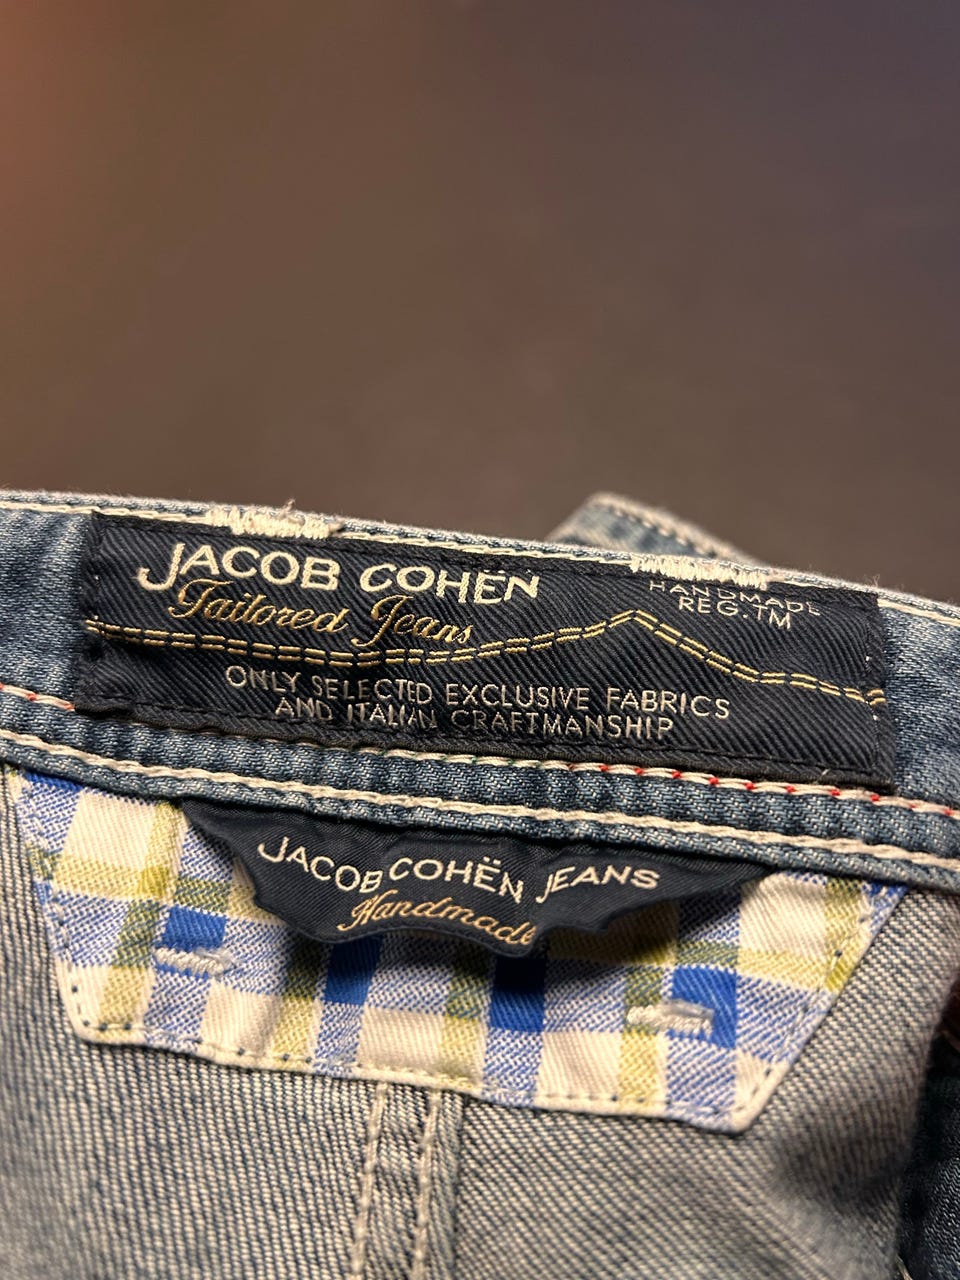 JACOB COHËN
Tailored Jeans
HANDMADE
REG.TM
ONLY SELECTED EXCLUSIVE FABRICS
AND ITALIAN CRAFTMANSHIP
JACOB COHËN JEANS
Handmade